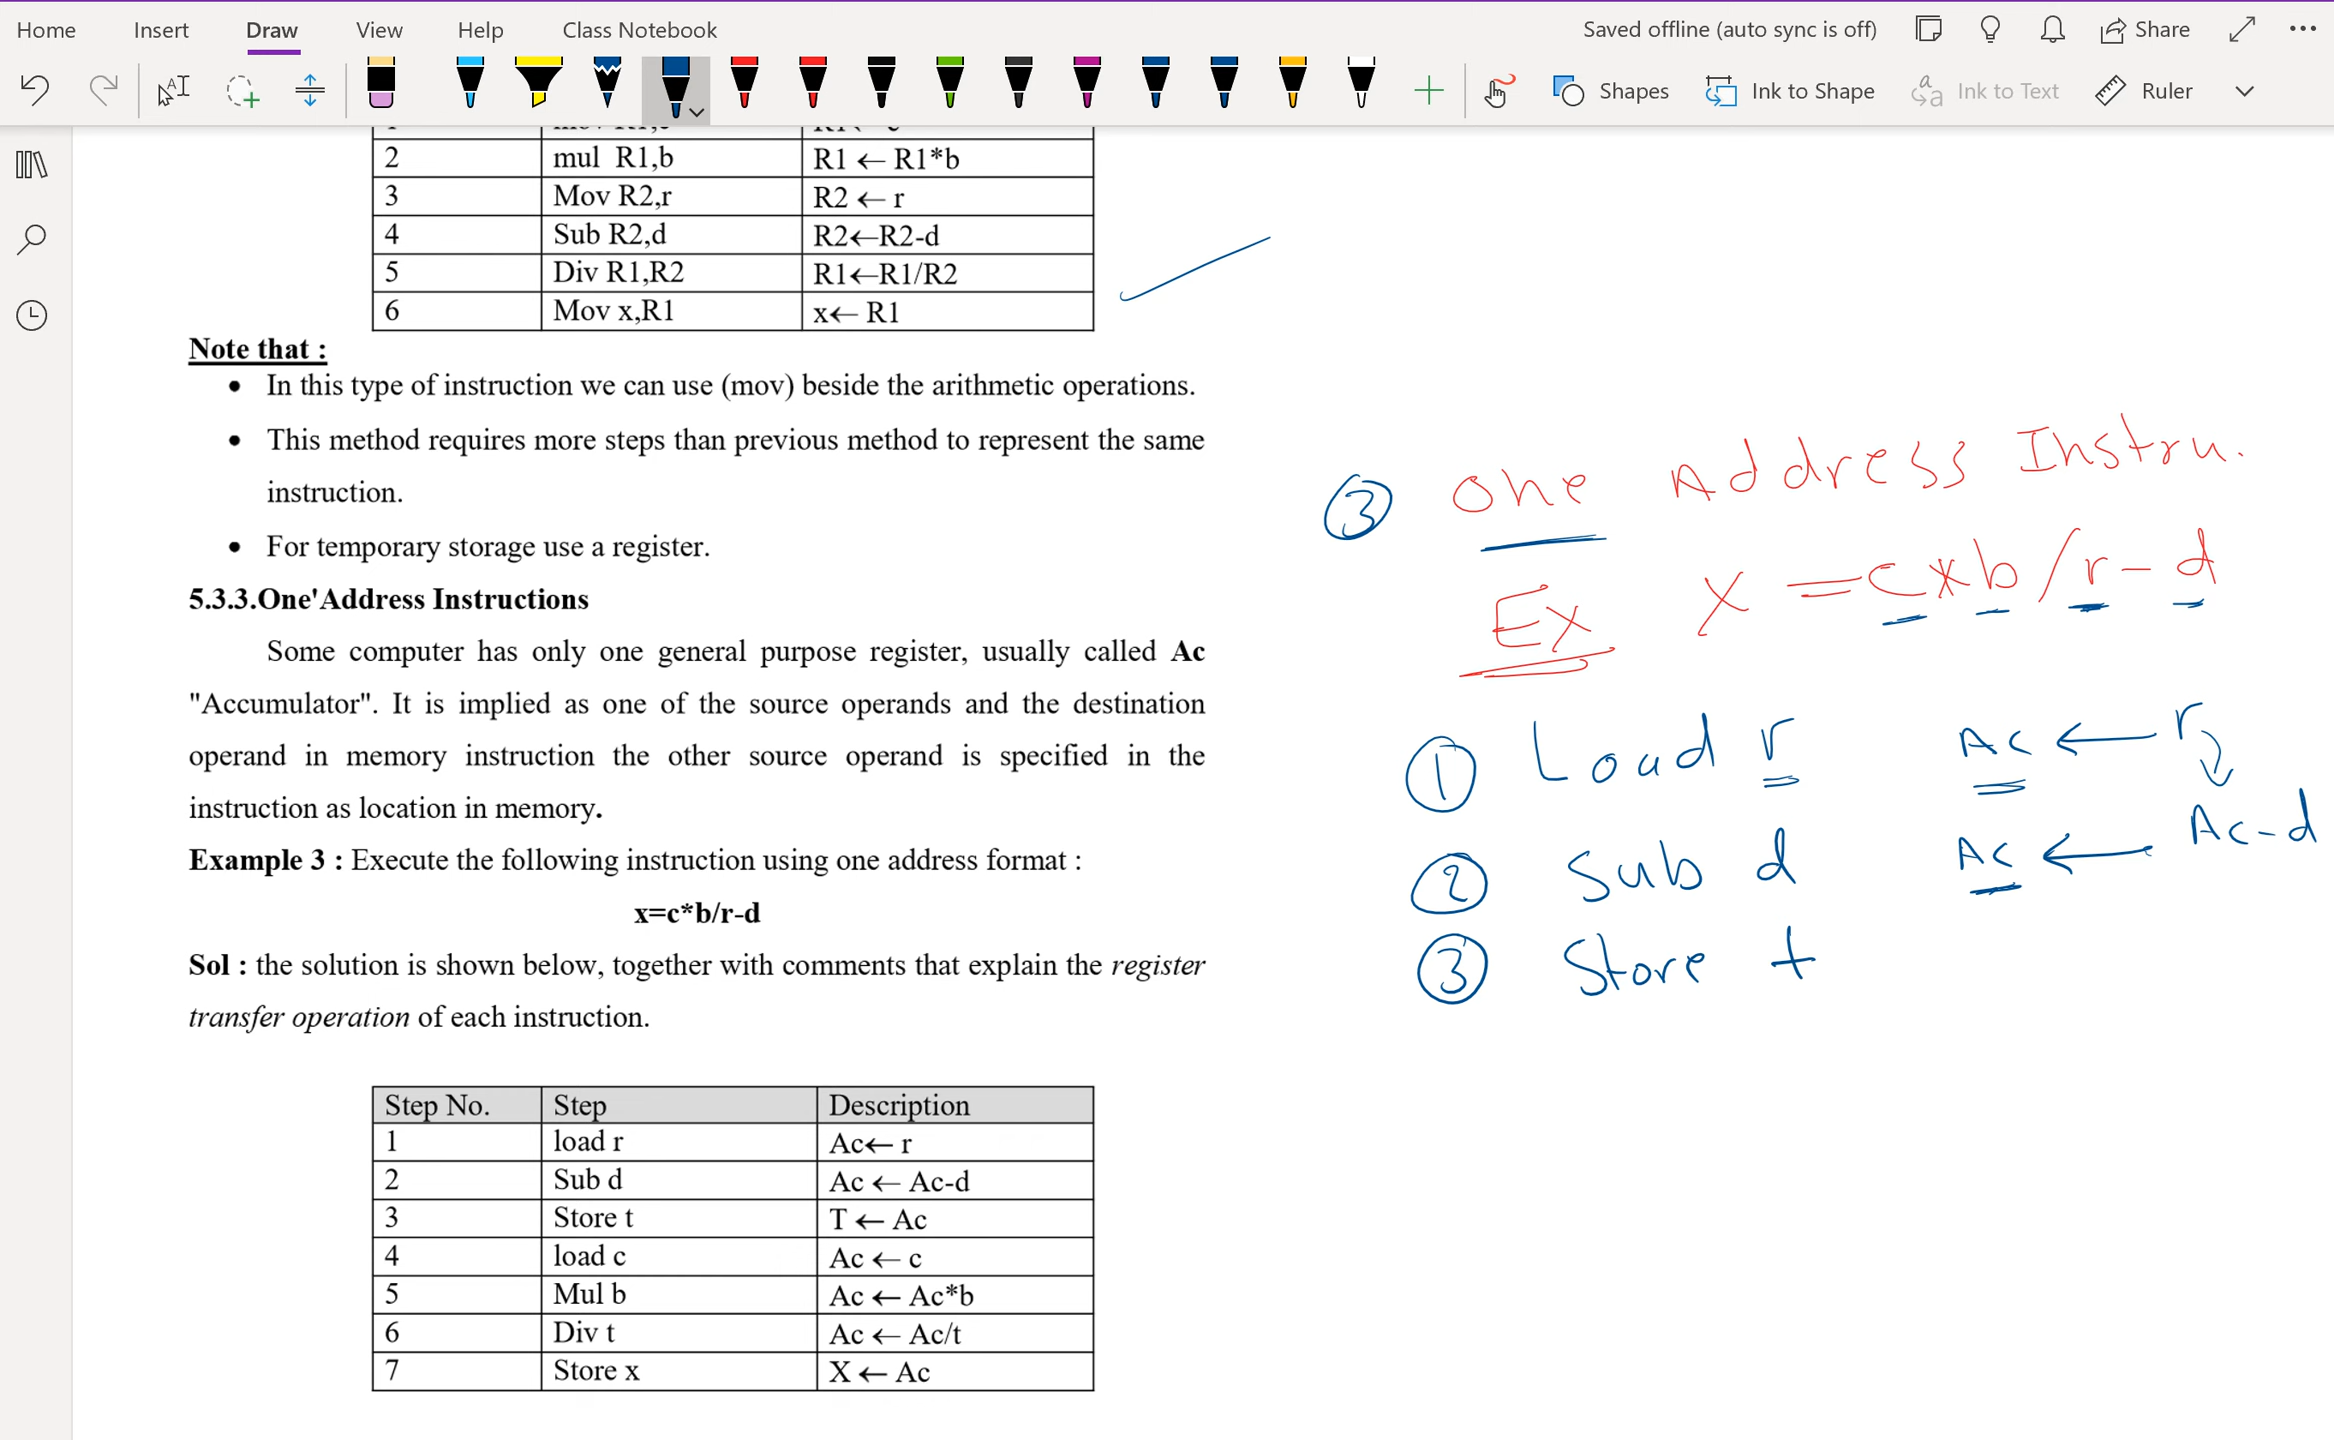 Home Insert Draw View Help Class Notebook Saved offline (auto sync is off) Share
Shapes Ink to Shape Ink to Text Ruler
2 mul R1,b R1 ← R1*b
3 Mov R2,r R2 ← r
4 Sub R2,d R2←R2-d
5 Div R1,R2 R1←R1/R2
6 Mov x,R1 x← R1
Note that :
• In this type of instruction we can use (mov) beside the arithmetic operations.
• This method requires more steps than previous method to represent the same
instruction.
• For temporary storage use a register.
5.3.3.One'Address Instructions
Some computer has only one general purpose register, usually called Ac
"Accumulator". It is implied as one of the source operands and the destination
operand in memory instruction the other source operand is specified in the
instruction as location in memory.
Example 3 : Execute the following instruction using one address format :
x=c*b/r-d
Sol : the solution is shown below, together with comments that explain the register
transfer operation of each instruction.
Step No. Step Description
1 load r Ac← r
2 Sub d Ac ← Ac-d
3 Store t T ← Ac
4 load c Ac ← c
5 Mul b Ac ← Ac*b
6 Div t Ac ← Ac/t
7 Store x X ← Ac
3 One Address Instru.
Ex X = c*b/r-d
1 Load r Ac ← r
2 Sub d Ac ← Ac-d
3 Store t